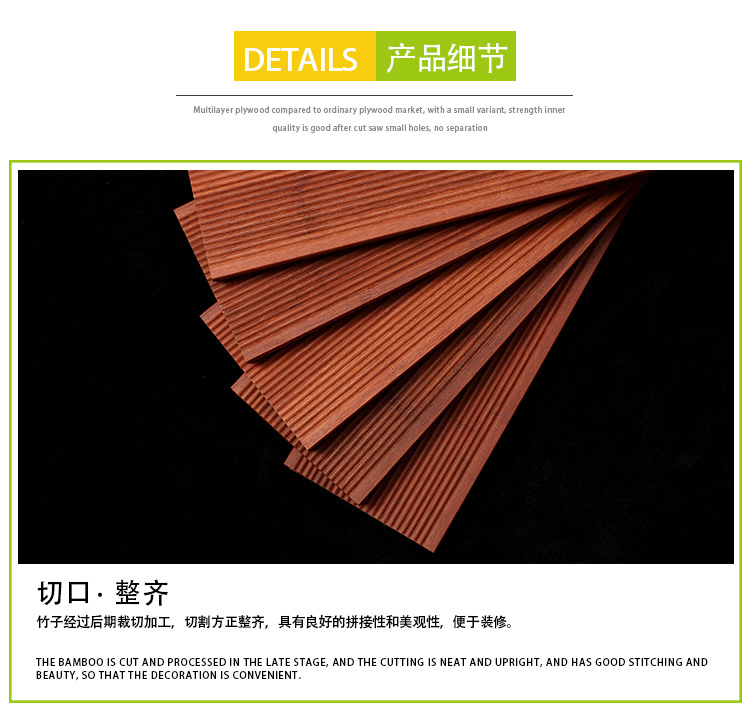 DETAILS 产品细节
Multilayer plywood compared to ordinary plywood market, with a small variant, strength inner
quality is good after cut saw small holes, no separation
切口·整齐
竹子经过后期裁切加工，切割方正整齐，具有良好的拼接性和美观性，便于装修。
THE BAMBOO IS CUT AND PROCESSED IN THE LATE STAGE, AND THE CUTTING IS NEAT AND UPRIGHT, AND HAS GOOD STITCHING AND
BEAUTY, SO THAT THE DECORATION IS CONVENIENT.